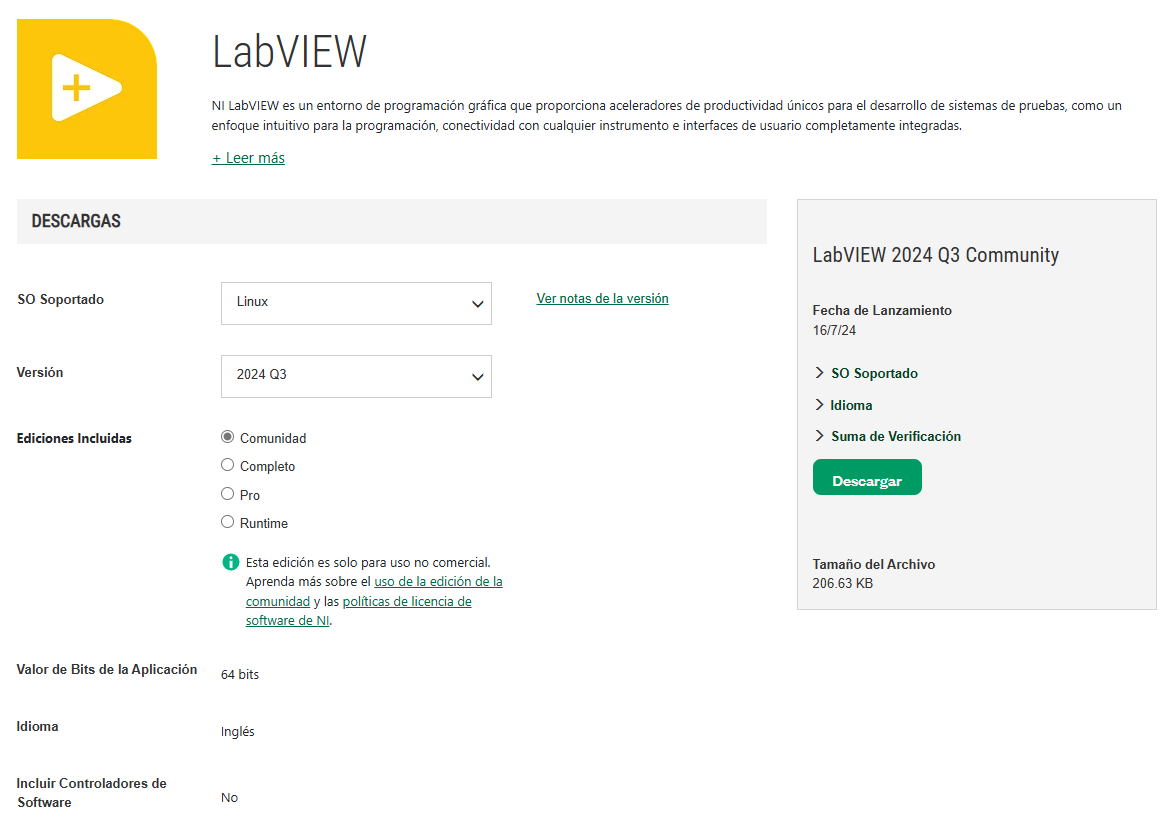 LabVIEW
NI LabVIEW es un entorno de programación gráfica que proporciona aceleradores de productividad únicos para el desarrollo de sistemas de pruebas, como un
enfoque intuitivo para la programación, conectividad con cualquier instrumento e interfaces de usuario completamente integradas.
+ Leer más
DESCARGAS
SO Soportado
Linux
Ver notas de la versión
Versión
2024 Q3
Ediciones Incluidas
Comunidad
Completo
Pro
Runtime
Esta edición es solo para uso no comercial.
Aprenda más sobre el uso de la edición de la
comunidad y las políticas de licencia de
software de NI.
Valor de Bits de la Aplicación
64 bits
Idioma
Inglés
Incluir Controladores de
Software
No
LabVIEW 2024 Q3 Community
Fecha de Lanzamiento
16/7/24
SO Soportado
Idioma
Suma de Verificación
Descargar
Tamaño del Archivo
206.63 KB